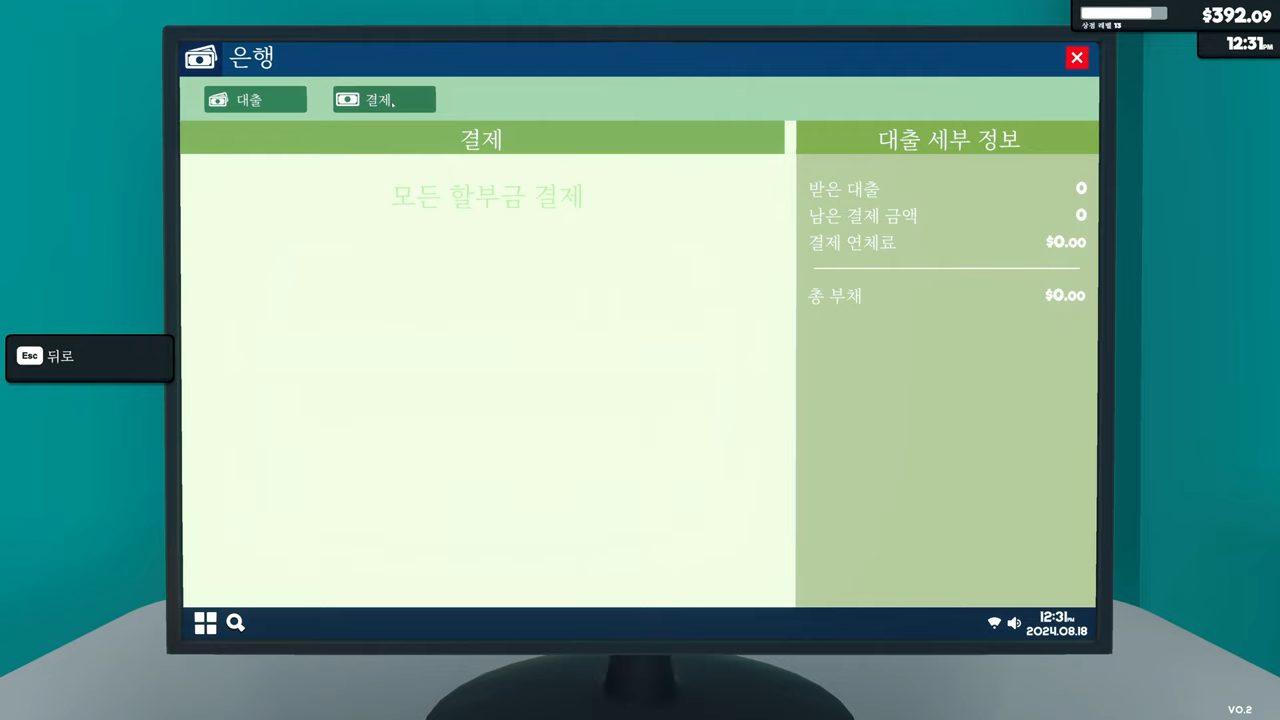 $392.09
상점 레벨 13
12:31PM
은행
대출
결제
결제
대출 세부 정보
모든 할부금 결제
받은 대출 0
남은 결제 금액 0
결제 연체료 $0.00
총 부채 $0.00
Esc 뒤로
12:31PM
2024.08.18
V0.2